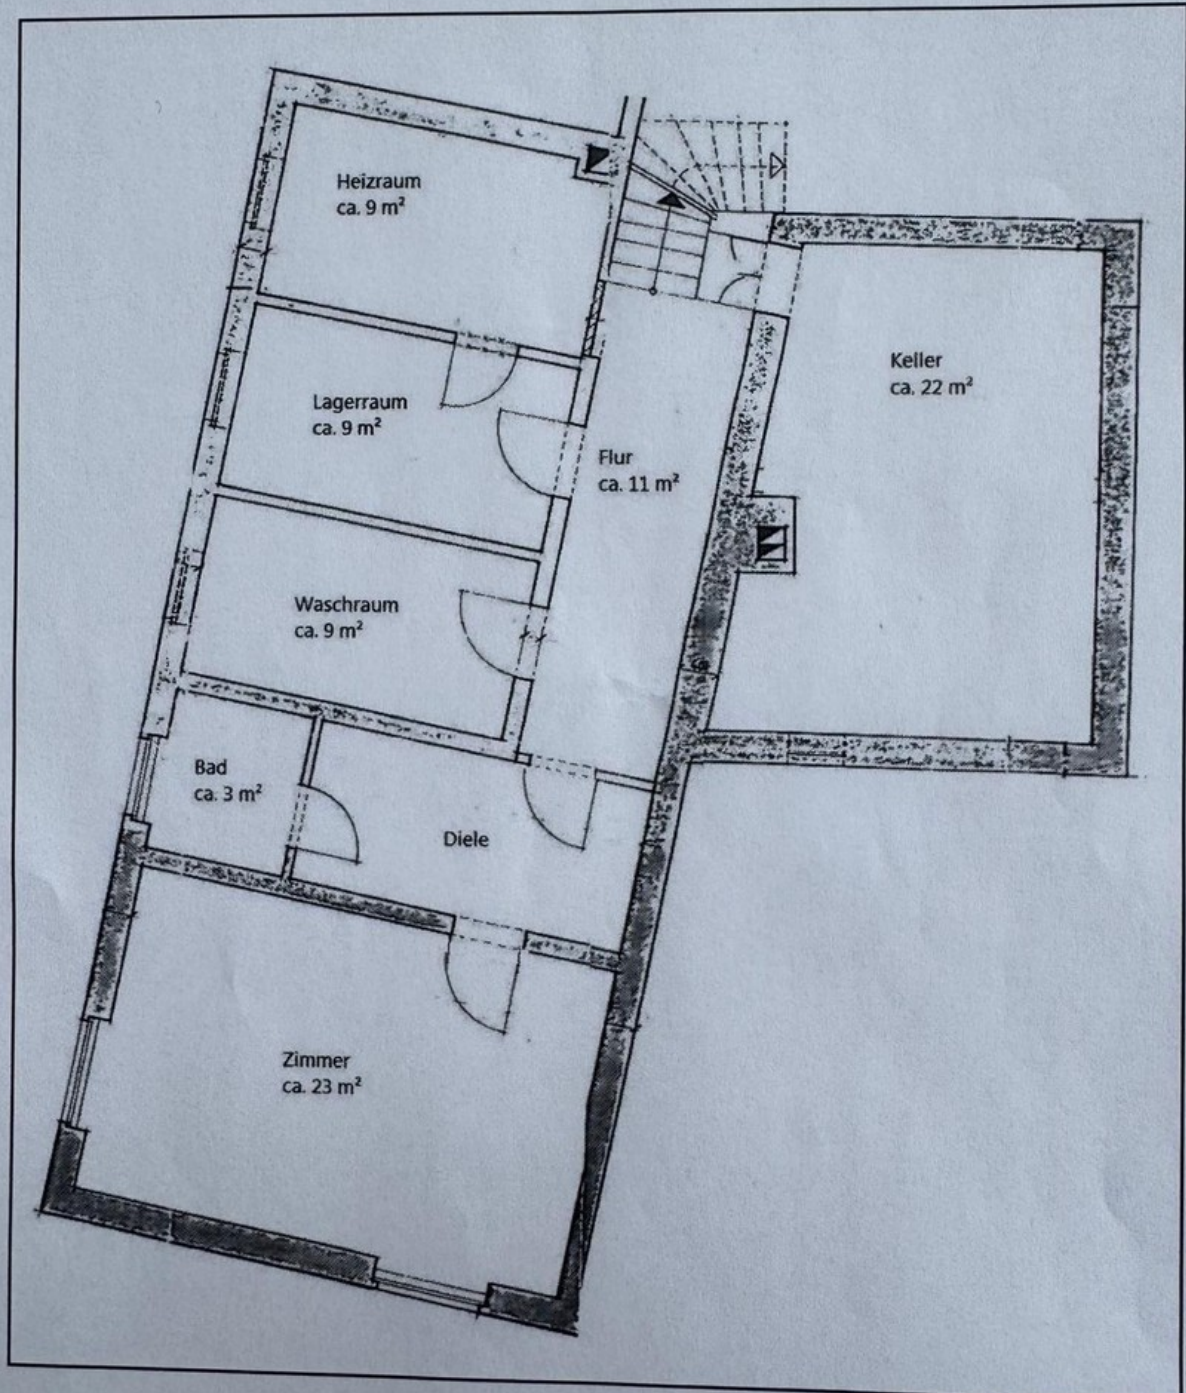 Heizraum
ca. 9 m²
Lagerraum
ca. 9 m²
Keller
ca. 22 m²
Flur
ca. 11 m²
Waschraum
ca. 9 m²
Bad
ca. 3 m²
Diele
Zimmer
ca. 23 m²